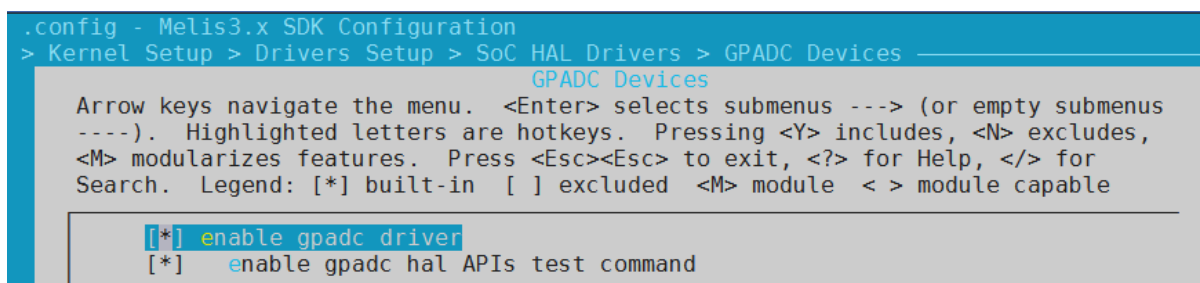 .config - Melis3.x SDK Configuration
> Kernel Setup > Drivers Setup > SoC HAL Drivers > GPADC Devices
GPADC Devices
Arrow keys navigate the menu.  <Enter> selects submenus ---> (or empty submenus
----).  Highlighted letters are hotkeys.  Pressing <Y> includes, <N> excludes,
<M> modularizes features.  Press <Esc><Esc> to exit, <?> for Help, </> for
Search.  Legend: [*] built-in  [ ] excluded  <M> module  < > module capable
[*] enable gpadc driver
[*]   enable gpadc hal APIs test command